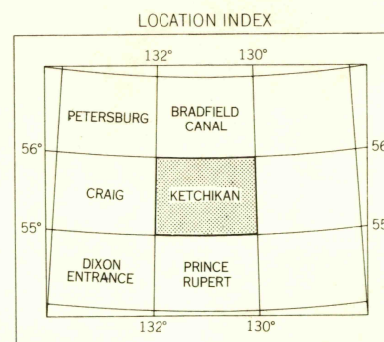 LOCATION INDEX
132° 130°
PETERSBURG BRADFIELD
CANAL
56° 56
CRAIG KETCHIKAN
55° 55
DIXON
ENTRANCE PRINCE
RUPERT
132° 130°